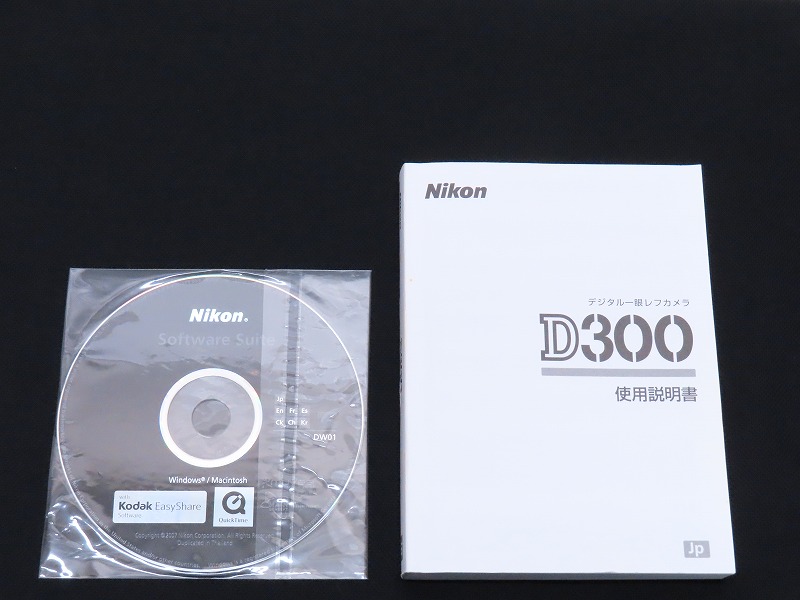 Nikon
デジタル一眼レフカメラ
D300
使用説明書
Jp
Nikon®
Software Suite
Jp
En Fr Es
Ck Ch Kr
DW01
Windows® / Macintosh
with
Kodak EasyShare
Software
QuickTime
Copyright © 2007 Nikon Corporation. All Rights Reserved
Duplicated in Thailand